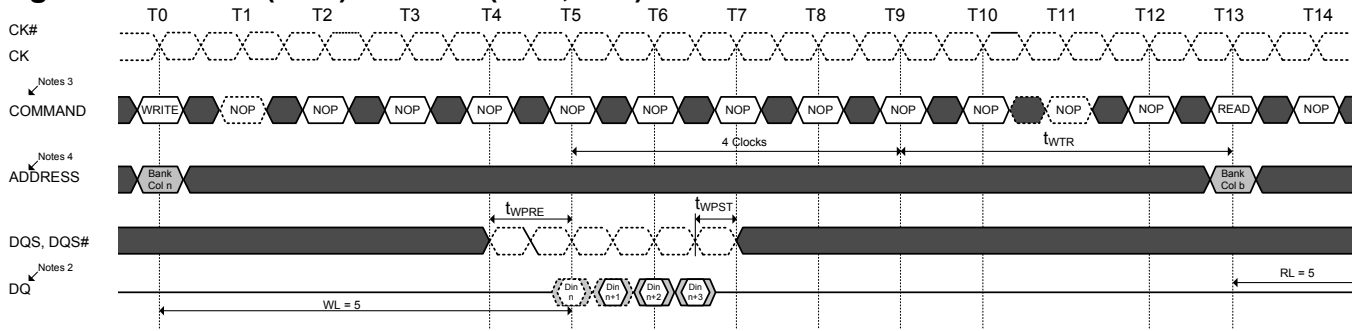 T0 T1 T2 T3 T4 T5 T6 T7 T8 T9 T10 T11 T12 T13 T14
CK#
CK
Notes 3
COMMAND
WRITE NOP NOP NOP NOP NOP NOP NOP NOP NOP NOP NOP NOP READ NOP
4 Clocks tWTR
Notes 4
ADDRESS
Bank Col n
Bank Col b
tWPRE tWPST
DQS, DQS#
Notes 2
DQ
Din n
Din n+1
Din n+2
Din n+3
RL = 5
WL = 5